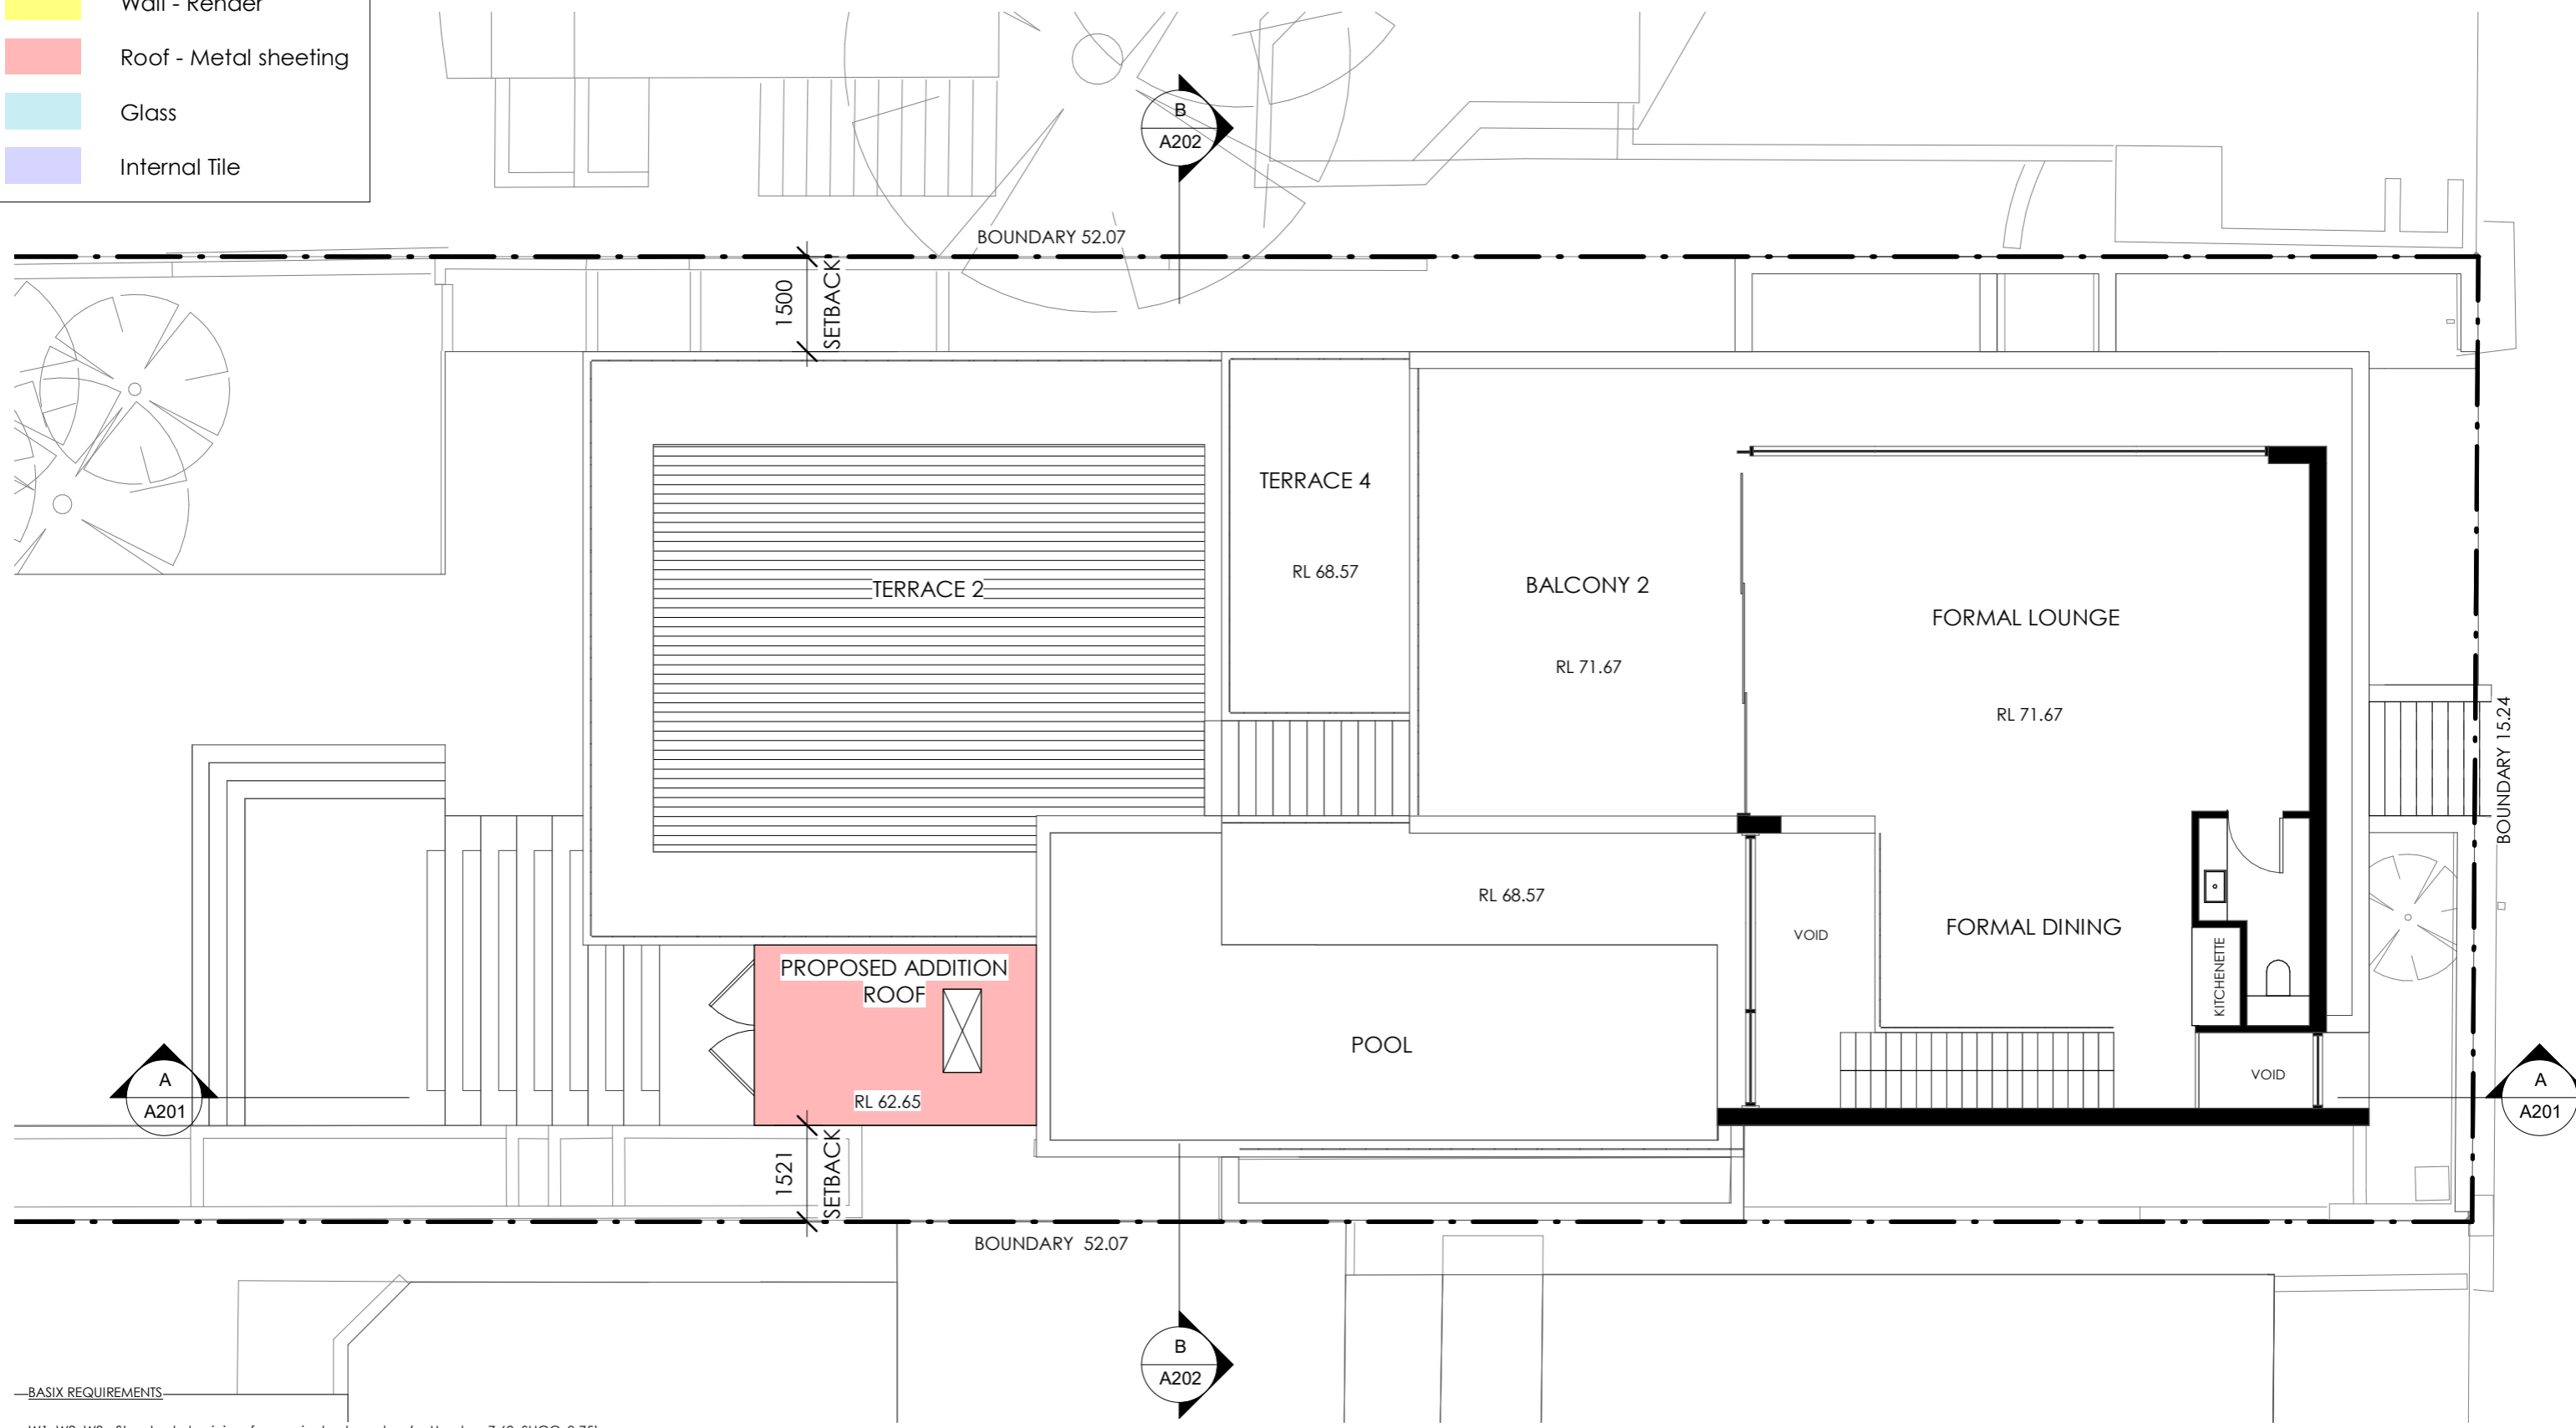 Wall - Render
Roof - Metal sheeting
Glass
Internal Tile
B
A202
BOUNDARY 52.07
1500
SETBACK
TERRACE 4
RL 68.57
TERRACE 2
BALCONY 2
RL 71.67
FORMAL LOUNGE
RL 71.67
BOUNDARY 15.24
RL 68.57
VOID
FORMAL DINING
KITCHENETTE
PROPOSED ADDITION
ROOF
RL 62.65
POOL
VOID
A
A201
A
A201
1521
SETBACK
BOUNDARY 52.07
B
A202
BASIX REQUIREMENTS